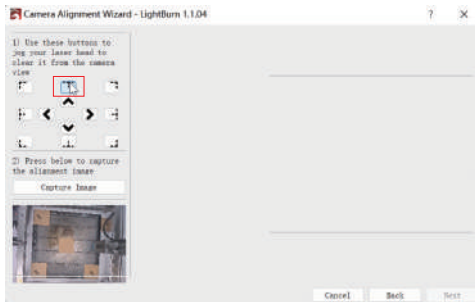 Camera Alignment Wizard - LightBurn 1.1.04
1) Use these buttons to
jog your laser head to
clear it from the camera
view
2) Press below to capture
the alignment image
Capture Image
Cancel
Back
Next